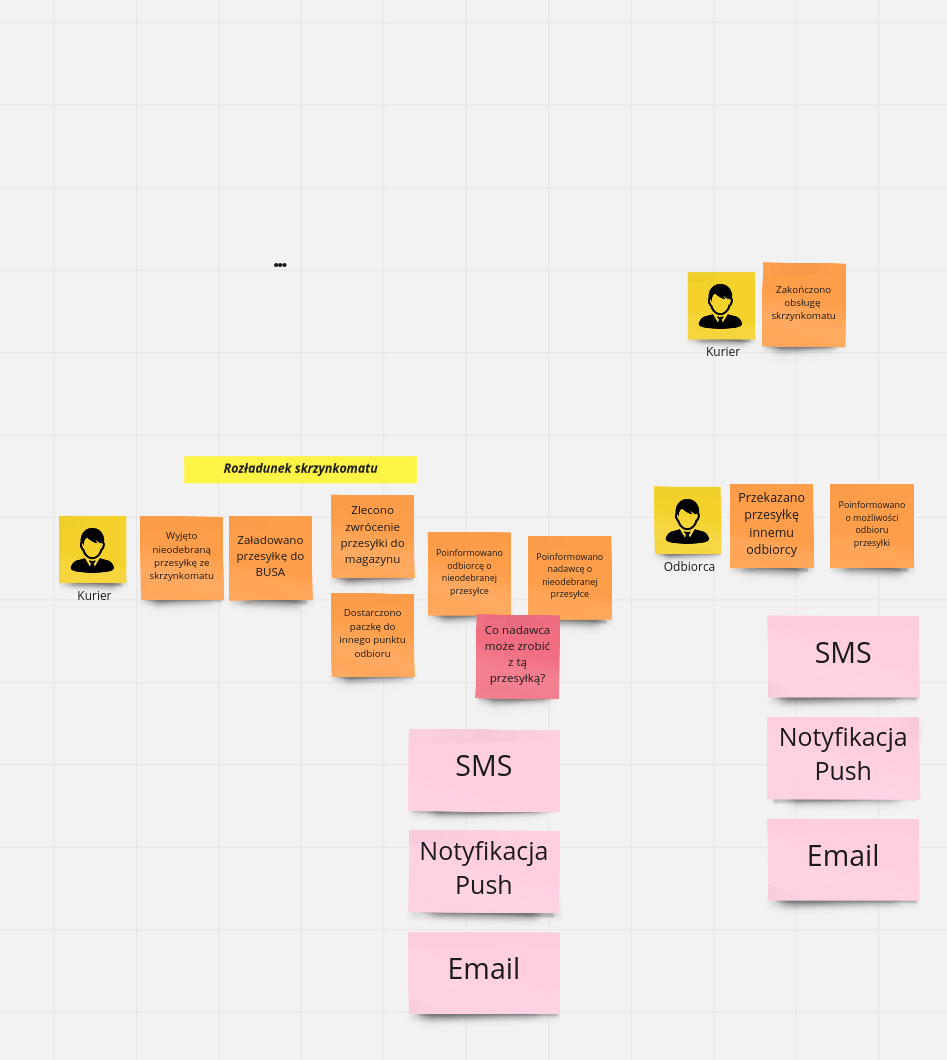 •••
Zakończono
obsługę
skrzynkomatu
Kurier
Rozładunek skrzynkomatu
Wyjęto
nieodebraną
przesyłkę ze
skrzynkomatu
Kurier
Załadowano
przesyłkę do
BUSA
Zlecono
zwrócenie
przesyłki do
magazynu
Dostarczono
paczkę do
innego punktu
odbioru
Poinformowano
odbiorcę o
nieodebranej
przesyłce
Poinformowano
nadawcę o
nieodebranej
przesyłce
Co nadawca
może zrobić
z tą
przesyłką?
SMS
Notyfikacja
Push
Email
Odbiorca
Przekazano
przesyłkę
innemu
odbiorcy
Poinformowano
o możliwości
odbioru
przesyłki
SMS
Notyfikacja
Push
Email